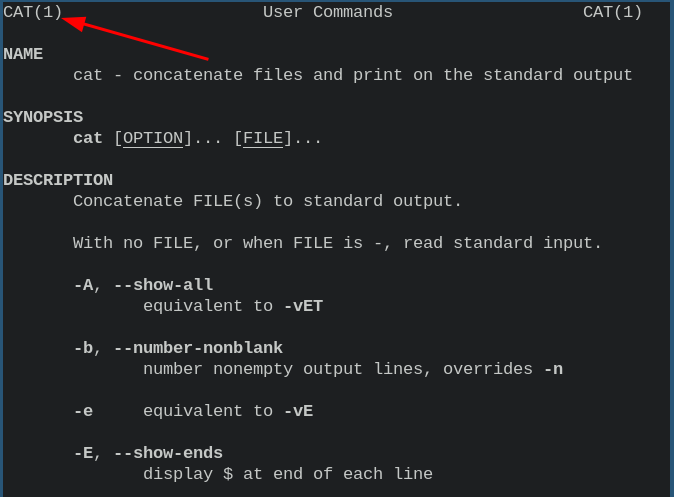 CAT(1) User Commands CAT(1)
NAME
cat - concatenate files and print on the standard output
SYNOPSIS
cat [OPTION]... [FILE]...
DESCRIPTION
Concatenate FILE(s) to standard output.
With no FILE, or when FILE is -, read standard input.
-A, --show-all
equivalent to -vET
-b, --number-nonblank
number nonempty output lines, overrides -n
-e equivalent to -vE
-E, --show-ends
display $ at end of each line